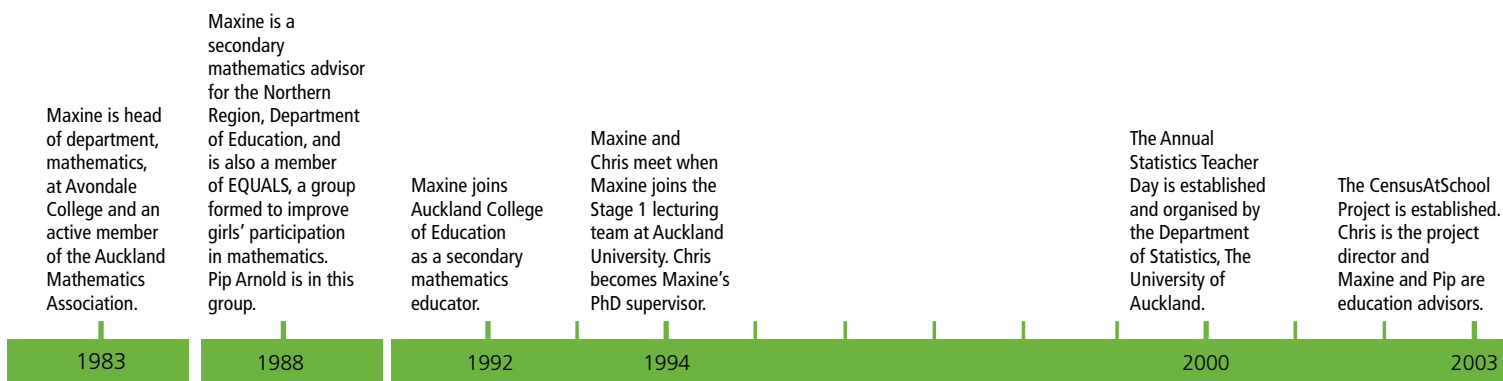 Maxine is head
of department,
mathematics,
at Avondale
College and an
active member
of the Auckland
Mathematics
Association.
1983
Maxine is a
secondary
mathematics advisor
for the Northern
Region, Department
of Education, and
is also a member
of EQUALS, a group
formed to improve
girls’ participation
in mathematics.
Pip Arnold is in this
group.
1988
Maxine joins
Auckland College
of Education
as a secondary
mathematics
educator.
1992
Maxine and
Chris meet when
Maxine joins the
Stage 1 lecturing
team at Auckland
University. Chris
becomes Maxine’s
PhD supervisor.
1994
The Annual
Statistics Teacher
Day is established
and organised by
the Department
of Statistics, The
University of
Auckland.
2000
The CensusAtSchool
Project is established.
Chris is the project
director and
Maxine and Pip are
education advisors.
2003